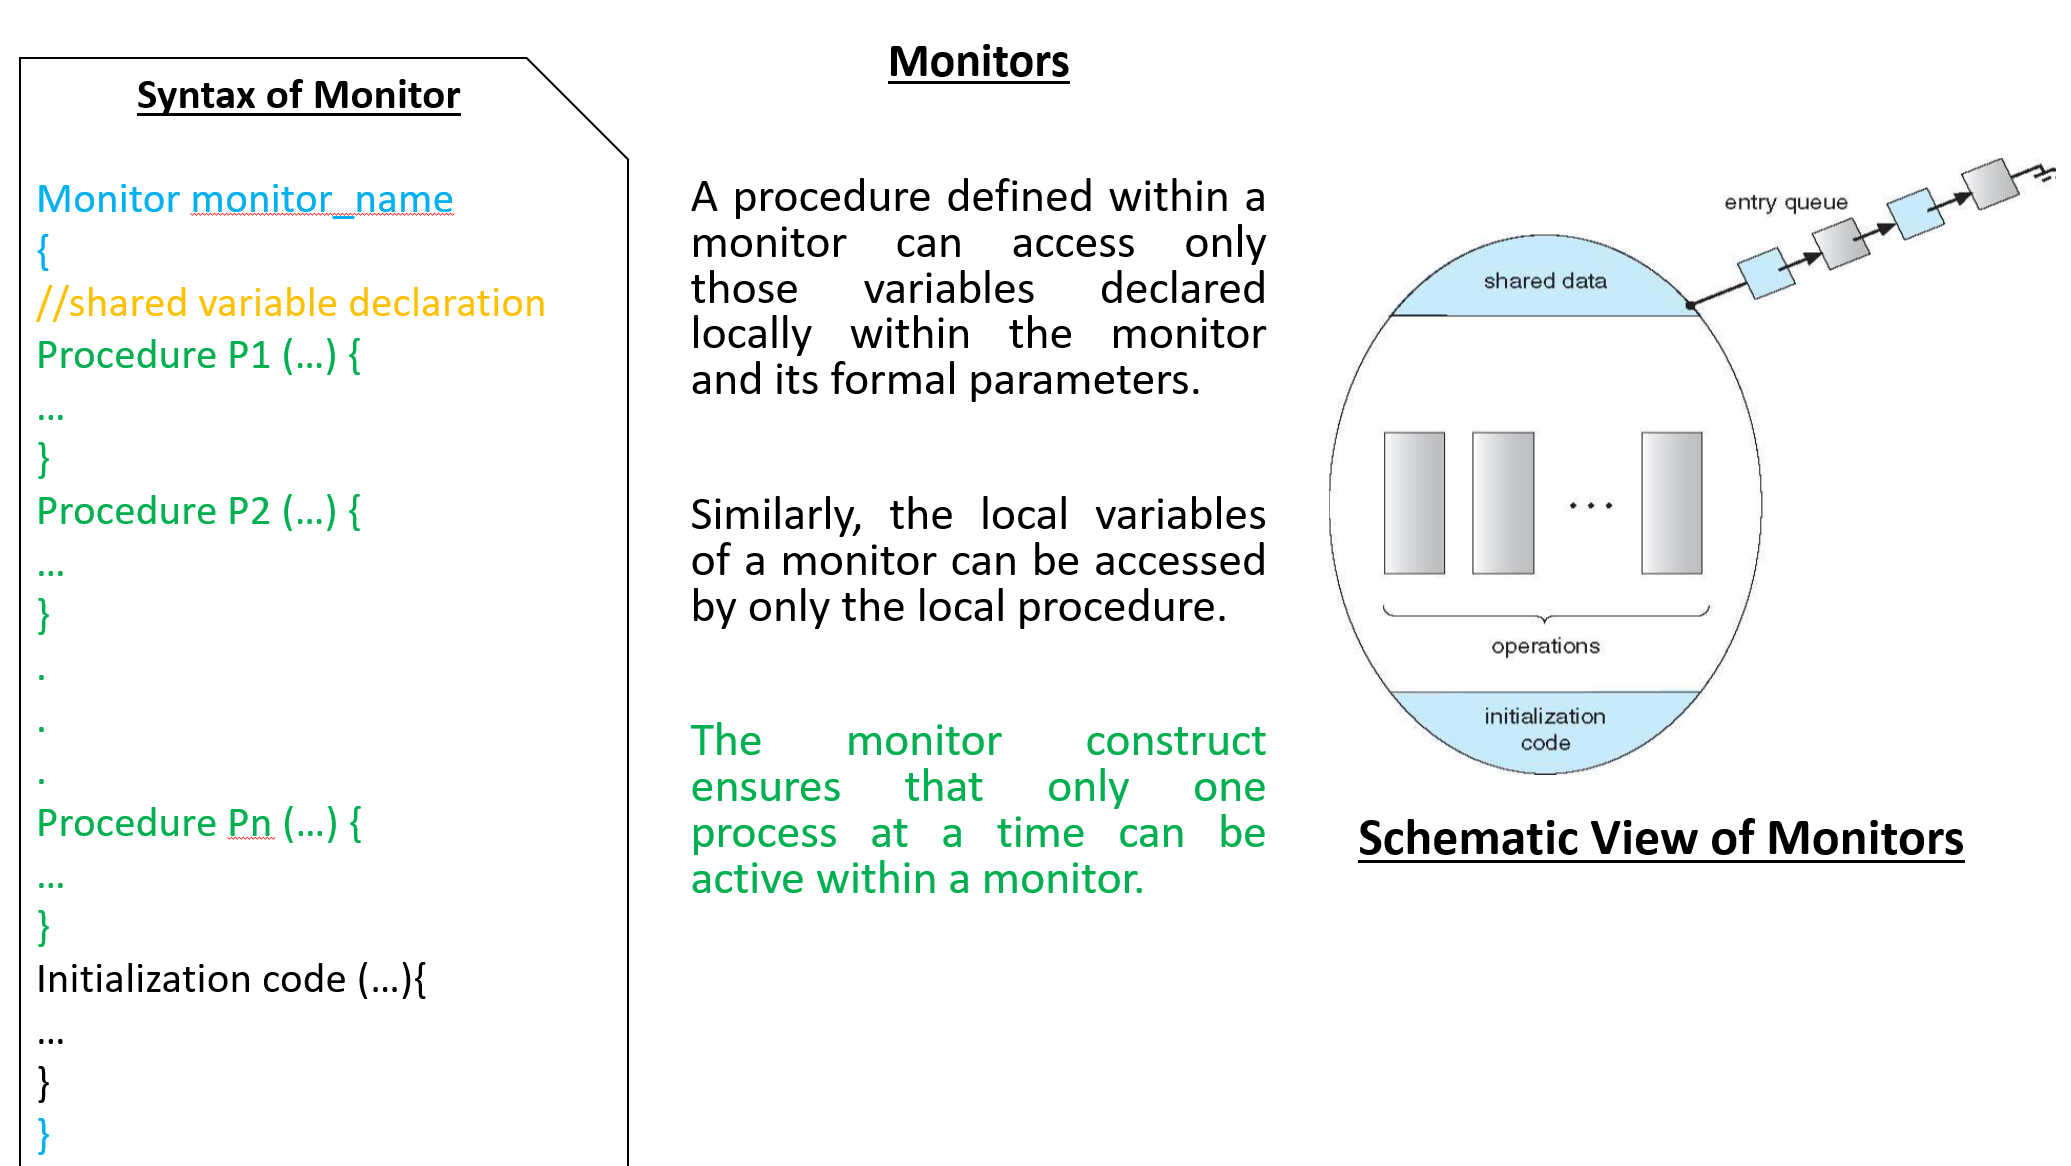 Syntax of Monitor
Monitor monitor_name
{
//shared variable declaration
Procedure P1 (...) {
...
}
Procedure P2 (...) {
...
}
.
.
.
Procedure Pn (...) {
...
}
Initialization code (...){
...
}
}
Monitors
A procedure defined within a
monitor can access only
those variables declared
locally within the monitor
and its formal parameters.
Similarly, the local variables
of a monitor can be accessed
by only the local procedure.
The monitor construct
ensures that only one
process at a time can be
active within a monitor.
entry queue
shared data
...
operations
initialization
code
Schematic View of Monitors